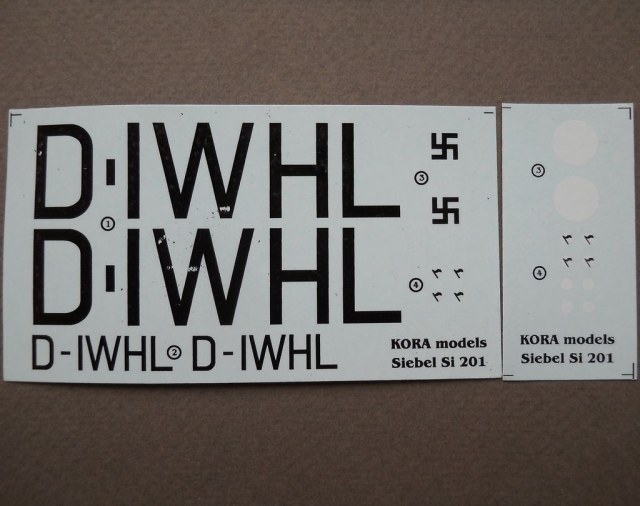 D-IWHL
①
③
D-IWHL
④
D-IWHL ② D-IWHL
KORA models
Siebel Si 201
③
④
KORA models
Siebel Si 201